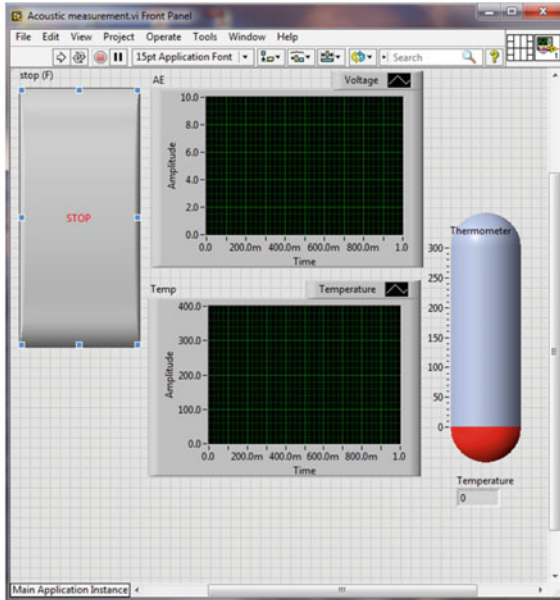 Acoustic measurement.vi Front Panel
File Edit View Project Operate Tools Window Help
15pt Application Font Search
stop (F)
STOP
AE
Voltage
Amplitude
10.0
8.0
6.0
4.0
2.0
0.0
0.0 200.0m 400.0m 600.0m 800.0m 1.0
Time
Temp
Temperature
Amplitude
400.0
300.0
200.0
100.0
0.0
0.0 200.0m 400.0m 600.0m 800.0m 1.0
Time
Thermometer
300
250
200
150
100
50
0
Temperature
0
Main Application Instance